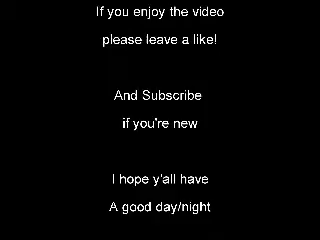 If you enjoy the video
please leave a like!
And Subscribe
if you're new
I hope y'all have
A good day/night